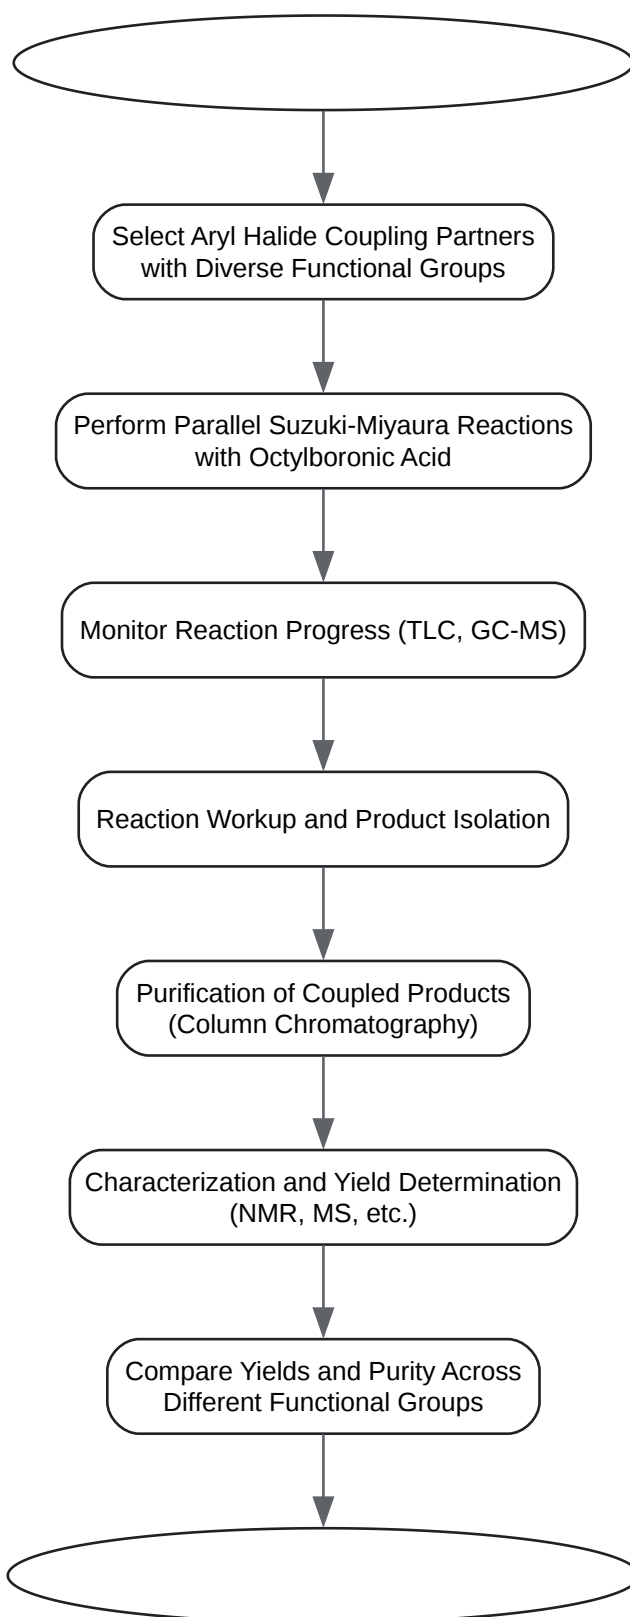 Select Aryl Halide Coupling Partners
with Diverse Functional Groups
Perform Parallel Suzuki-Miyaura Reactions
with Octylboronic Acid
Monitor Reaction Progress (TLC, GC-MS)
Reaction Workup and Product Isolation
Purification of Coupled Products
(Column Chromatography)
Characterization and Yield Determination
(NMR, MS, etc.)
Compare Yields and Purity Across
Different Functional Groups